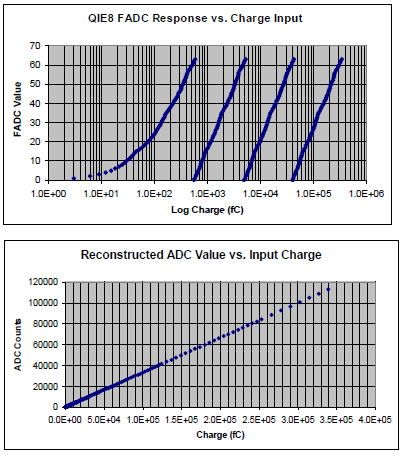 QIE8 FADC Response vs. Charge Input
FADC Value
70
60
50
40
30
20
10
0
1.0E+00 1.0E+01 1.0E+02 1.0E+03 1.0E+04 1.0E+05 1.0E+06
Log Charge (fC)
Reconstructed ADC Value vs. Input Charge
ADC Counts
120000
100000
80000
60000
40000
20000
0
0.0E+00 5.0E+04 1.0E+05 1.5E+05 2.0E+05 2.5E+05 3.0E+05 3.5E+05 4.0E+05
Charge (fC)